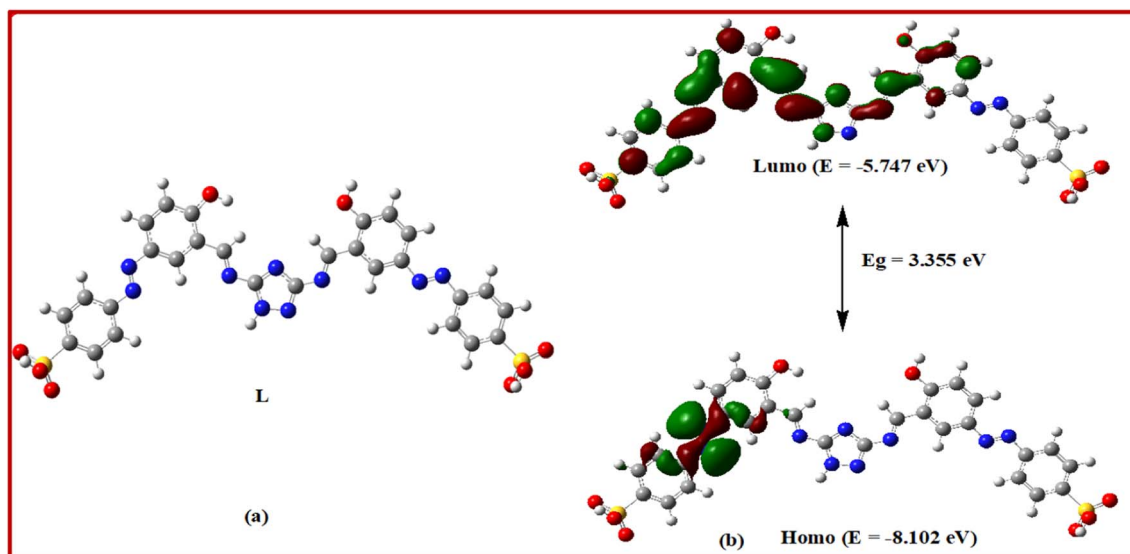 Lumo (E = -5.747 eV)
Eg = 3.355 eV
L
(a)
(b)
Homo (E = -8.102 eV)